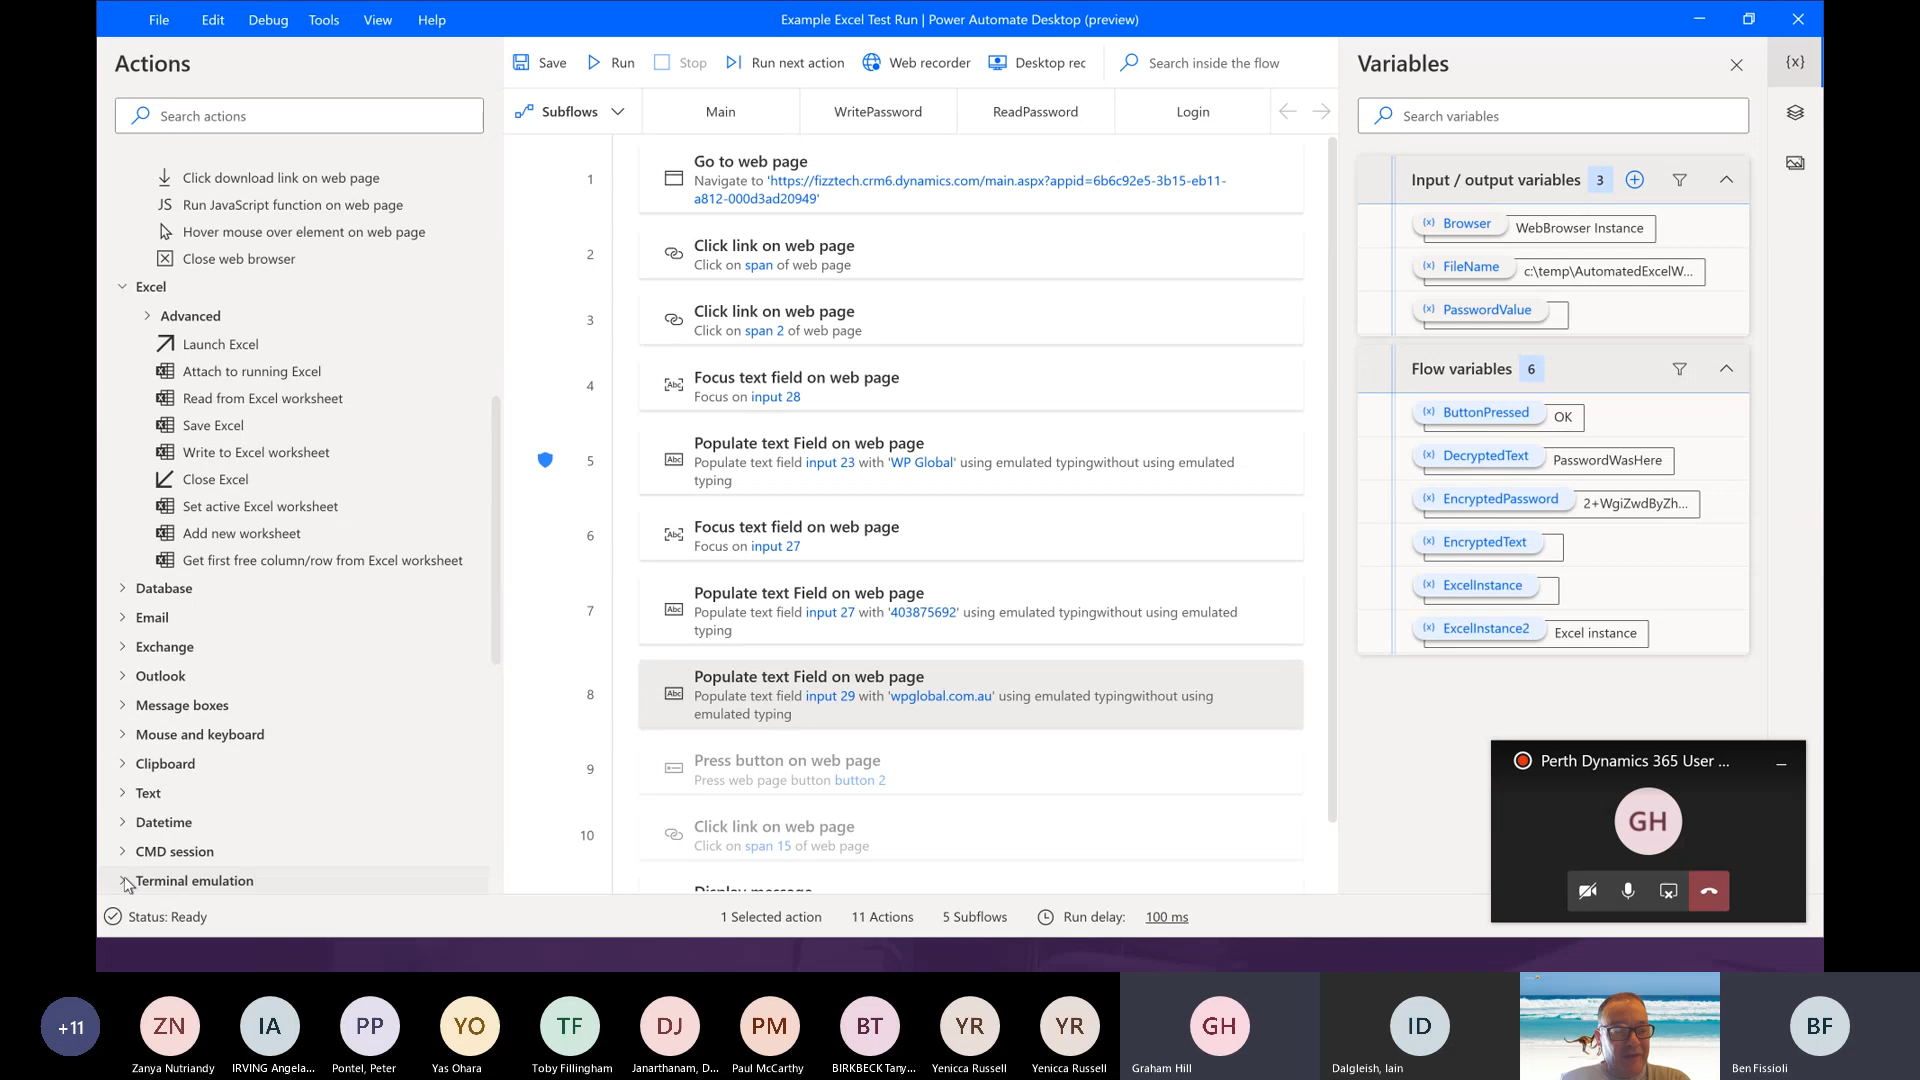 File Edit Debug Tools View Help
Example Excel Test Run | Power Automate Desktop (preview)
Actions
Search actions
Click download link on web page
JS Run JavaScript function on web page
Hover mouse over element on web page
Close web browser
Excel
Advanced
Launch Excel
Attach to running Excel
Read from Excel worksheet
Save Excel
Write to Excel worksheet
Close Excel
Set active Excel worksheet
Add new worksheet
Get first free column/row from Excel worksheet
Database
Email
Exchange
Outlook
Message boxes
Mouse and keyboard
Clipboard
Text
Datetime
CMD session
Terminal emulation
Save Run Stop Run next action Web recorder Desktop rec Search inside the flow
Subflows Main WritePassword ReadPassword Login
1 Go to web page
Navigate to 'https://fizztech.crm6.dynamics.com/main.aspx?appid=6b6c92e5-3b15-eb11-
a812-000d3ad20949'
2 Click link on web page
Click on span of web page
3 Click link on web page
Click on span 2 of web page
4 Abc Focus text field on web page
Focus on input 28
5 Abc Populate text Field on web page
Populate text field input 23 with 'WP Global' using emulated typingwithout using emulated
typing
6 Abc Focus text field on web page
Focus on input 27
7 Abc Populate text Field on web page
Populate text field input 27 with '403875692' using emulated typingwithout using emulated
typing
8 Abc Populate text Field on web page
Populate text field input 29 with 'wpglobal.com.au' using emulated typingwithout using
emulated typing
9 Press button on web page
Press web page button button 2
10 Click link on web page
Click on span 15 of web page
Display message
Variables
{x}
Search variables
Input / output variables 3
(x) Browser WebBrowser Instance
(x) FileName c:\temp\AutomatedExcelW...
(x) PasswordValue
Flow variables 6
(x) ButtonPressed OK
(x) DecryptedText PasswordWasHere
(x) EncryptedPassword 2+WgiZwdByZh...
(x) EncryptedText
(x) ExcelInstance
(x) ExcelInstance2 Excel instance
Perth Dynamics 365 User ...
GH
Status: Ready 1 Selected action 11 Actions 5 Subflows Run delay: 100 ms
+11 ZN IA PP YO TF DJ PM BT YR YR GH ID BF
Zanya Nutriandy IRVING Angela... Pontel, Peter Yas Ohara Toby Fillingham Janarthanam, D... Paul McCarthy BIRKBECK Tany... Yenicca Russell Yenicca Russell Graham Hill Dalgleish, Iain Ben Fissioli